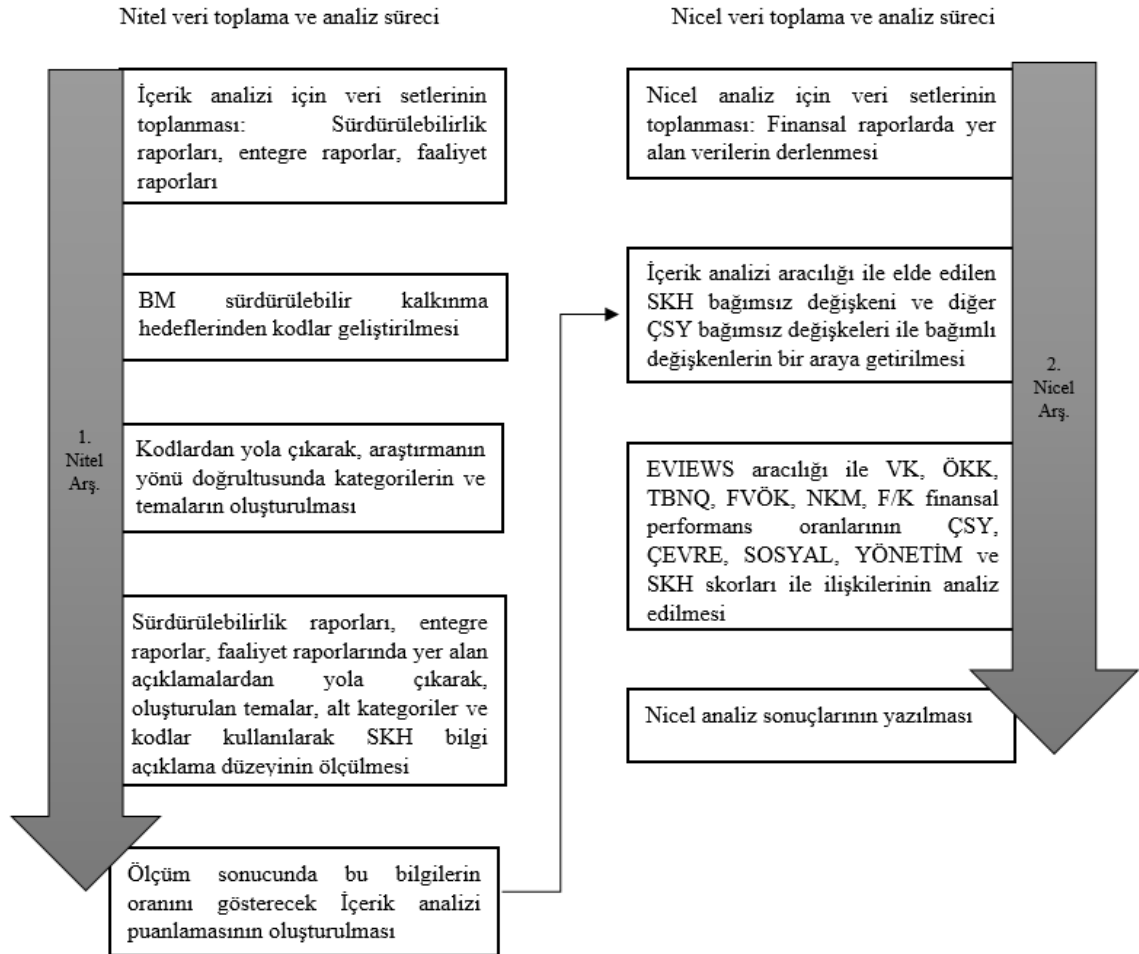 Nitel veri toplama ve analiz süreci
İçerik analizi için veri setlerinin
toplanması: Sürdürülebilirlik
raporları, entegre raporlar, faaliyet
raporları
BM sürdürülebilir kalkınma
hedeflerinden kodlar geliştirilmesi
1.
Nitel
Arş.
Kodlardan yola çıkarak, araştırmanın
yönü doğrultusunda kategorilerin ve
temaların oluşturulması
Sürdürülebilirlik raporları, entegre
raporlar, faaliyet raporlarında yer alan
açıklamalardan yola çıkarak,
oluşturulan temalar, alt kategoriler ve
kodlar kullanılarak SKH bilgi
açıklama düzeyinin ölçülmesi
Ölçüm sonucunda bu bilgilerin
oranını gösterecek İçerik analizi
puanlamasının oluşturulması
Nicel veri toplama ve analiz süreci
Nicel analiz için veri setlerinin
toplanması: Finansal raporlarda yer
alan verilerin derlenmesi
İçerik analizi aracılığı ile elde edilen
SKH bağımsız değişkeni ve diğer
ÇSY bağımsız değişkeleri ile bağımlı
değişkenlerin bir araya getirilmesi
2.
Nicel
Arş.
EVIEWS aracılığı ile VK, ÖKK,
TBNQ, FVÖK, NKM, F/K finansal
performans oranlarının ÇSY,
ÇEVRE, SOSYAL, YÖNETİM ve
SKH skorları ile ilişkilerinin analiz
edilmesi
Nicel analiz sonuçlarının yazılması